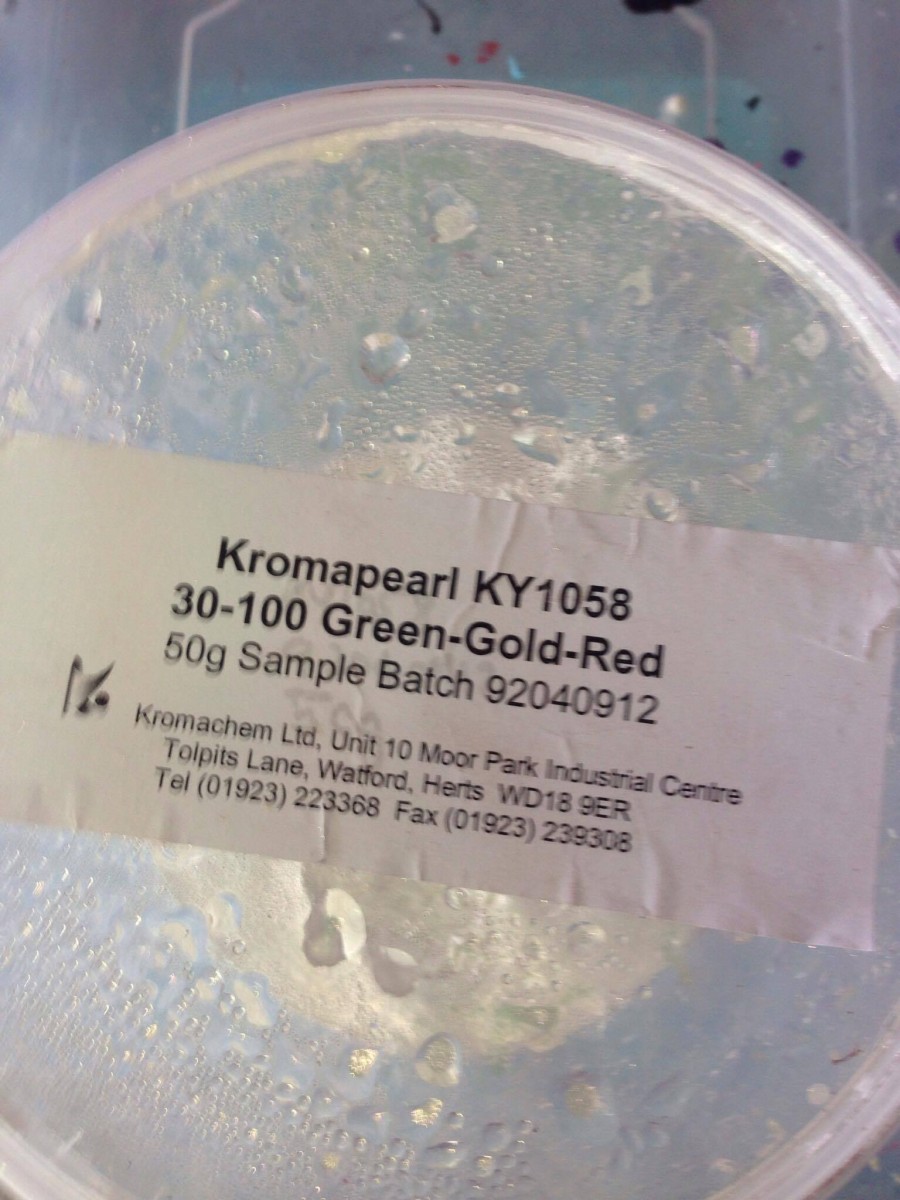 Kromapearl KY1058
30-100 Green-Gold-Red
50g Sample Batch 92040912
Kromachem Ltd, Unit 10 Moor Park Industrial Centre
Tolpits Lane, Watford, Herts WD18 9ER
Tel (01923) 223368 Fax (01923) 239308